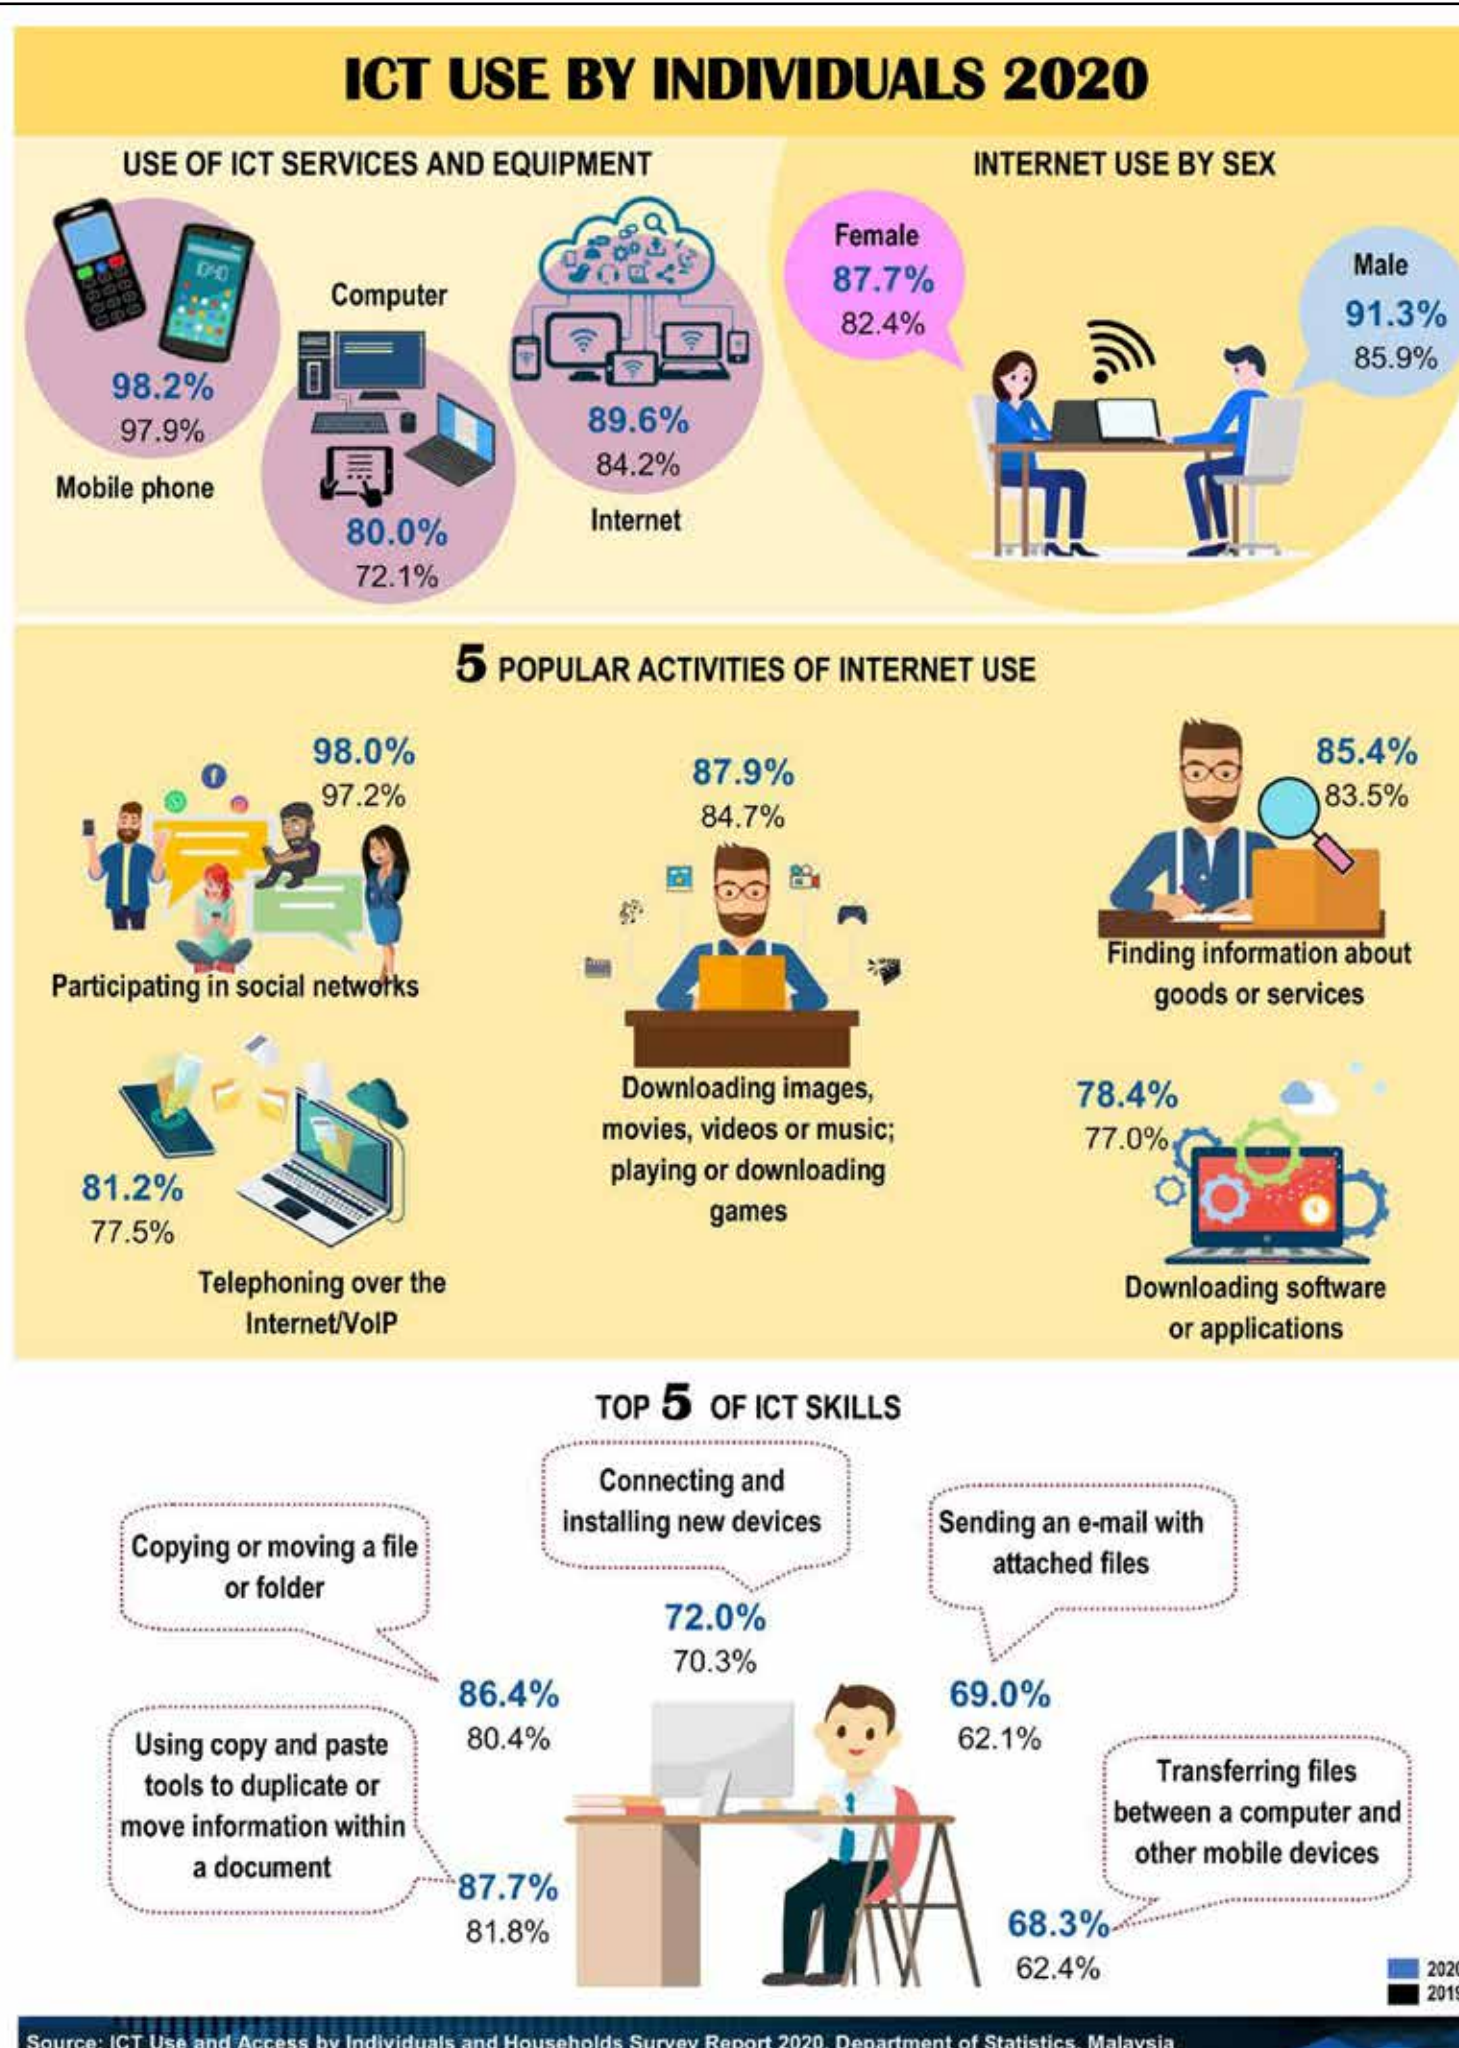 ICT USE BY INDIVIDUALS 2020
USE OF ICT SERVICES AND EQUIPMENT
98.2%
97.9%
Mobile phone
Computer
80.0%
72.1%
89.6%
84.2%
Internet
INTERNET USE BY SEX
Female
87.7%
82.4%
Male
91.3%
85.9%
5 POPULAR ACTIVITIES OF INTERNET USE
98.0%
97.2%
Participating in social networks
87.9%
84.7%
Downloading images,
movies, videos or music;
playing or downloading
games
85.4%
83.5%
Finding information about
goods or services
81.2%
77.5%
Telephoning over the
Internet/VoIP
78.4%
77.0%
Downloading software
or applications
TOP 5 OF ICT SKILLS
Connecting and
installing new devices
72.0%
70.3%
Copying or moving a file
or folder
86.4%
80.4%
Sending an e-mail with
attached files
69.0%
62.1%
Using copy and paste
tools to duplicate or
move information within
a document
87.7%
81.8%
Transferring files
between a computer and
other mobile devices
68.3%
62.4%
2020
2019
Source: ICT Use and Access by Individuals and Households Survey Report 2020, Department of Statistics, Malaysia